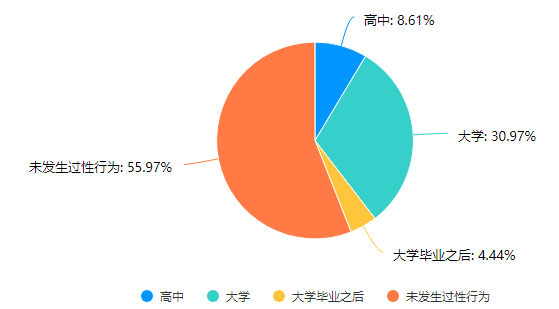 高中: 8.61%
大学: 30.97%
未发生过性行为: 55.97%
大学毕业之后: 4.44%
高中 大学 大学毕业之后 未发生过性行为